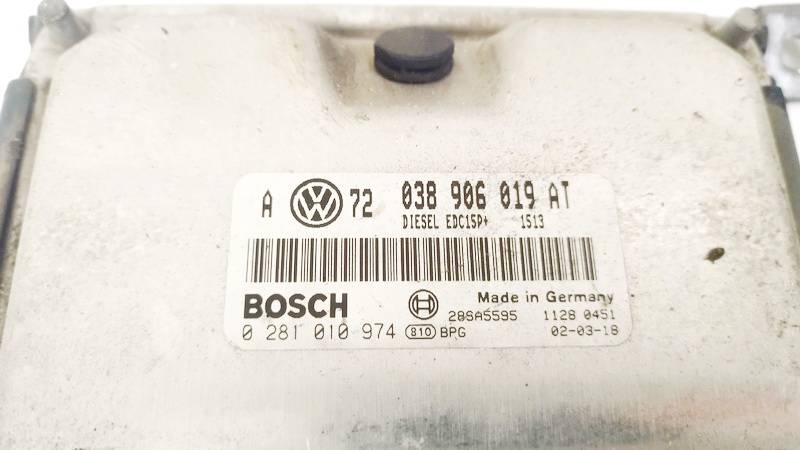 A VW 72 038 906 019 AT
DIESEL EDC15P+ 1513
BOSCH Made in Germany
28SA5595 1128 0451
0 281 010 974 810 BPG 02-03-18